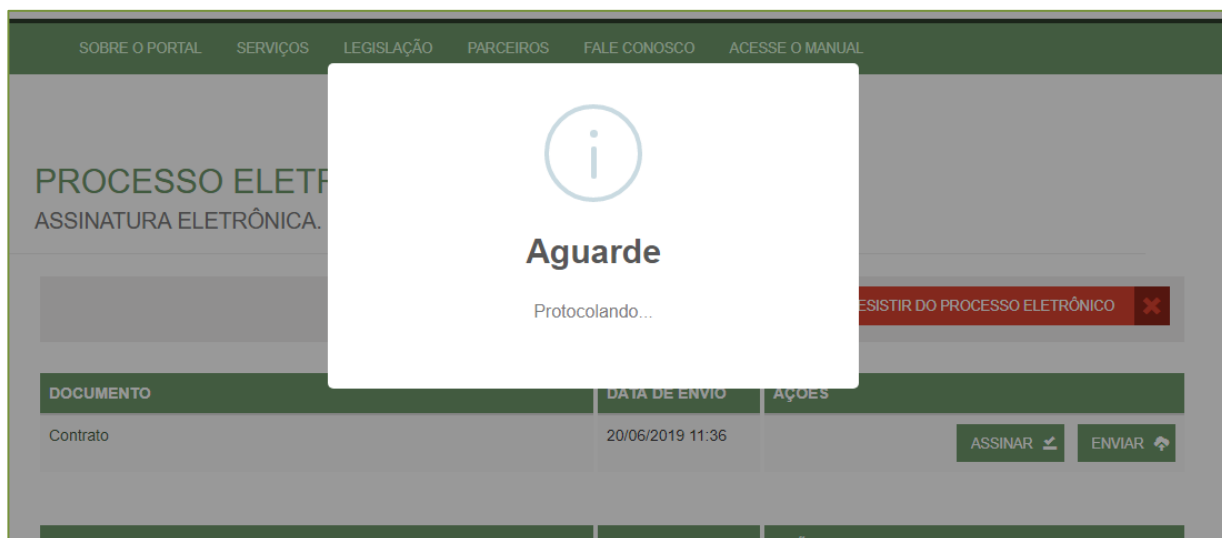 SOBRE O PORTAL SERVIÇOS LEGISLAÇÃO PARCEIROS FALE CONOSCO ACESSE O MANUAL
PROCESSO
ASSINATURA ELETRÔNICA.
Aguarde
Protocolando...
ESISTIR DO PROCESSO ELETRÔNICO
DOCUMENTO DATA DE ENVIO AÇÕES
Contrato 20/06/2019 11:36 ASSINAR ENVIAR